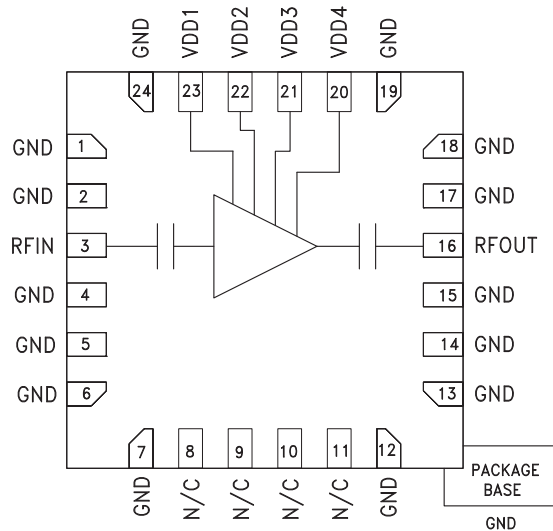 GND VDD1 VDD2 VDD3 VDD4 GND
24 23 22 21 20 19
GND 1 18 GND
GND 2 17 GND
RFIN 3 16 RFOUT
GND 4 15 GND
GND 5 14 GND
GND 6 13 GND
7 8 9 10 11 12
GND N/C N/C N/C N/C GND
PACKAGE
BASE
GND